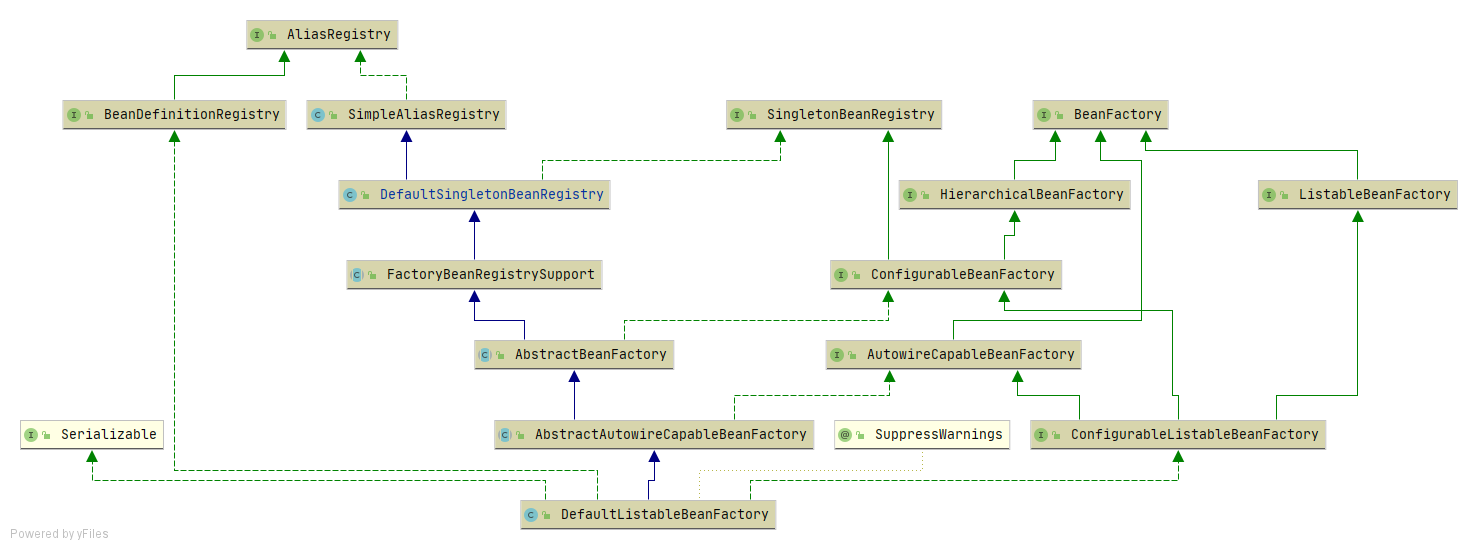 AliasRegistry
BeanDefinitionRegistry
SimpleAliasRegistry
SingletonBeanRegistry
BeanFactory
DefaultSingletonBeanRegistry
HierarchicalBeanFactory
ListableBeanFactory
FactoryBeanRegistrySupport
ConfigurableBeanFactory
AbstractBeanFactory
AutowireCapableBeanFactory
Serializable
AbstractAutowireCapableBeanFactory
SuppressWarnings
ConfigurableListableBeanFactory
DefaultListableBeanFactory
Powered by yFiles